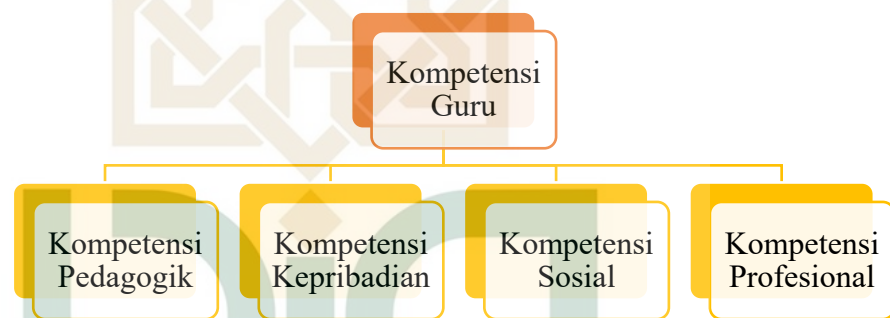 Kompetensi
Guru
Kompetensi
Pedagogik
Kompetensi
Kepribadian
Kompetensi
Sosial
Kompetensi
Profesional